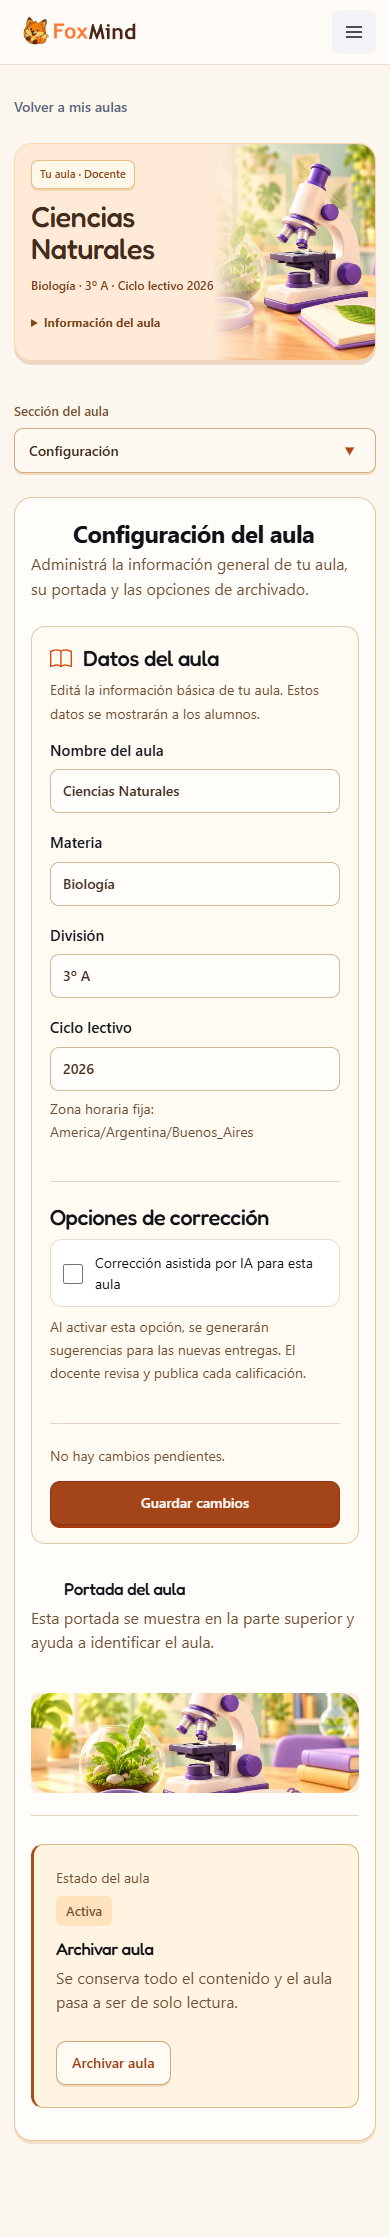 FoxMind
Volver a mis aulas
Tu aula · Docente
Ciencias
Naturales
Biología · 3º A · Ciclo lectivo 2026
Información del aula
Sección del aula
Configuración
Configuración del aula
Administrá la información general de tu aula,
su portada y las opciones de archivado.
Datos del aula
Editá la información básica de tu aula. Estos
datos se mostrarán a los alumnos.
Nombre del aula
Ciencias Naturales
Materia
Biología
División
3º A
Ciclo lectivo
2026
Zona horaria fija:
America/Argentina/Buenos_Aires
Opciones de corrección
Corrección asistida por IA para esta
aula
Al activar esta opción, se generarán
sugerencias para las nuevas entregas. El
docente revisa y publica cada calificación.
No hay cambios pendientes.
Guardar cambios
Portada del aula
Esta portada se muestra en la parte superior y
ayuda a identificar el aula.
Estado del aula
Activa
Archivar aula
Se conserva todo el contenido y el aula
pasa a ser de solo lectura.
Archivar aula